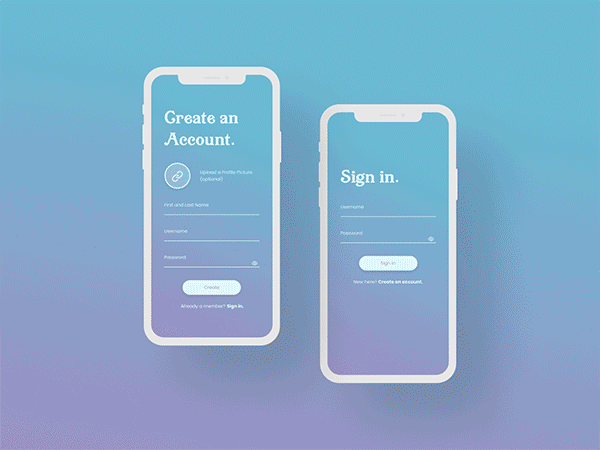 Create an
Account.
Upload a Profile Picture
(optional)
First and Last Name
Username
Password
Create
Already a member? Sign in.
Sign in.
Username
Password
Sign in
New here? Create an account.